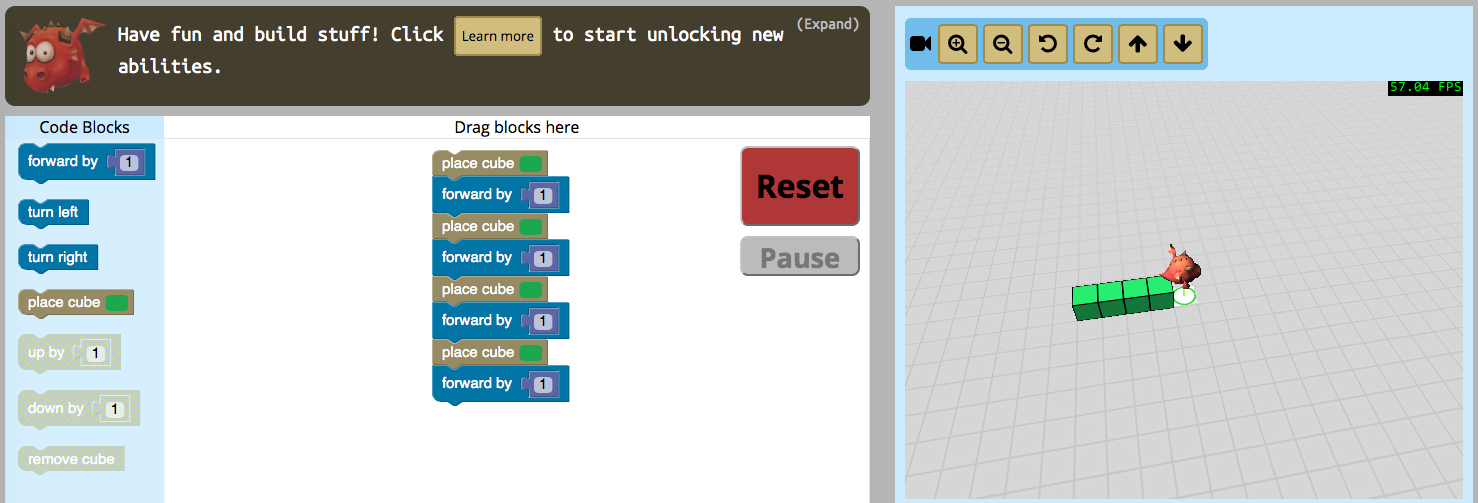 Have fun and build stuff! Click Learn more to start unlocking new
(Expand)
abilities.
Code Blocks
forward by 1
turn left
turn right
place cube
up by 1
down by 1
remove cube
Drag blocks here
place cube
forward by 1
place cube
forward by 1
place cube
forward by 1
place cube
forward by 1
Reset
Pause
57.04 FPS